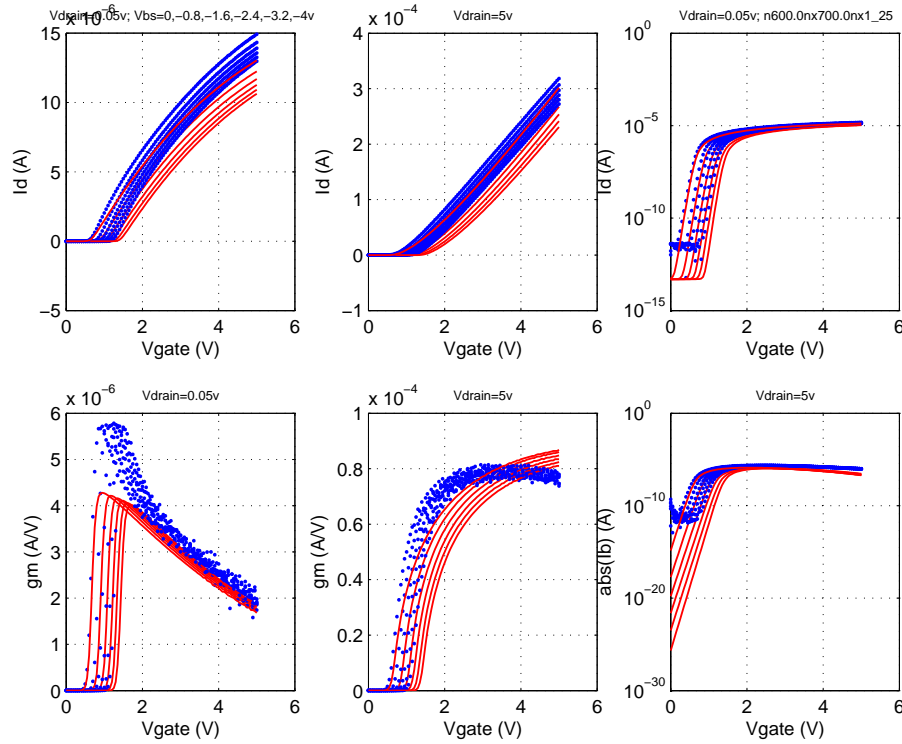 x 10−6
Vdrain=0.05v; Vbs=0,−0.8,−1.6,−2.4,−3.2,−4v
15
10
5
0
−5
Id (A)
0 2 4 6
Vgate (V)
x 10−4
Vdrain=5v
4
3
2
1
0
−1
Id (A)
0 2 4 6
Vgate (V)
Vdrain=0.05v; n600.0nx700.0nx1_25
10^0
10^−5
10^−10
10^−15
Id (A)
0 2 4 6
Vgate (V)
x 10−6
Vdrain=0.05v
6
5
4
3
2
1
0
gm (A/V)
0 2 4 6
Vgate (V)
x 10−4
Vdrain=5v
1
0.8
0.6
0.4
0.2
0
gm (A/V)
0 2 4 6
Vgate (V)
Vdrain=5v
10^0
10^−10
10^−20
10^−30
abs(Ib) (A)
0 2 4 6
Vgate (V)